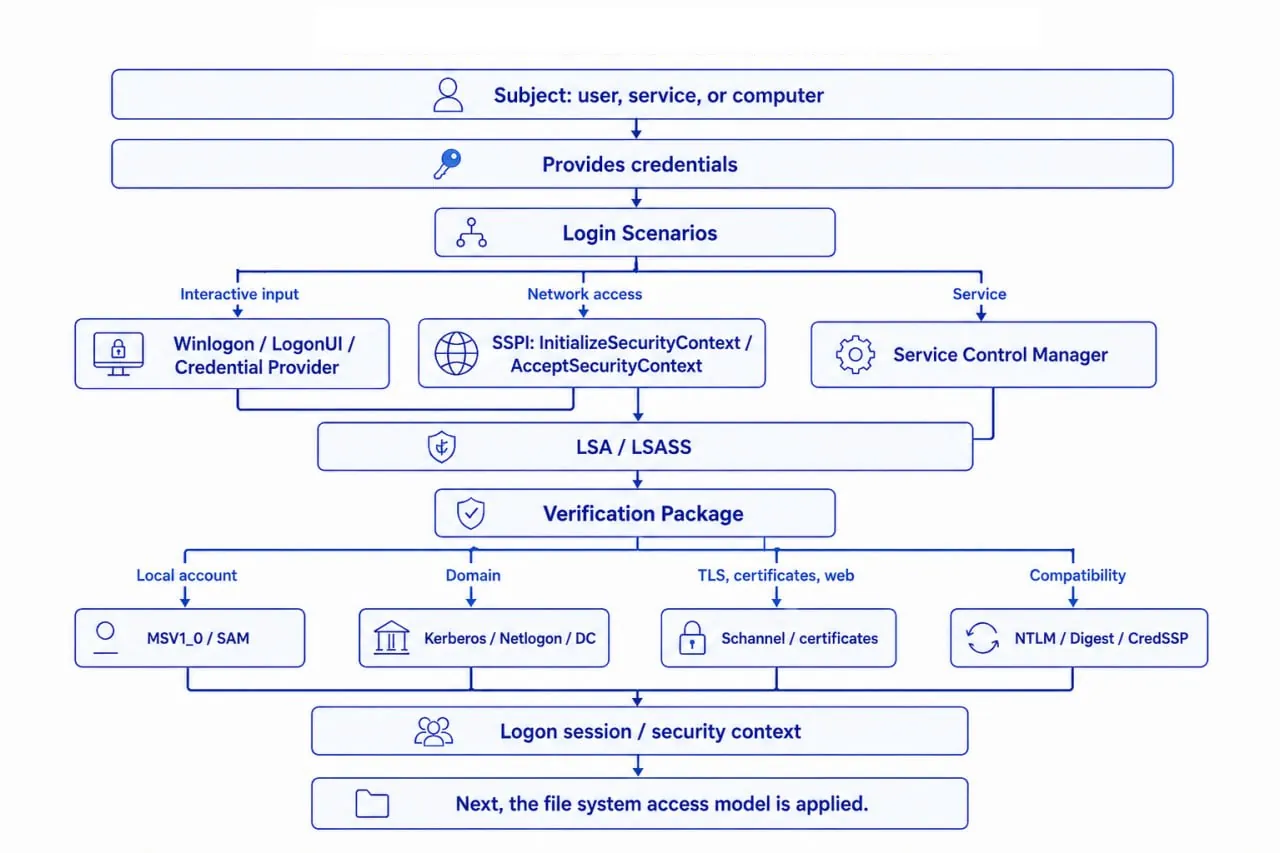 Subject: user, service, or computer
Provides credentials
Login Scenarios
Interactive input
Network access
Service
Winlogon / LogonUI /
Credential Provider
SSPI: InitializeSecurityContext /
AcceptSecurityContext
Service Control Manager
LSA / LSASS
Verification Package
Local account
Domain
TLS, certificates, web
Compatibility
MSV1_0 / SAM
Kerberos / Netlogon / DC
Schannel / certificates
NTLM / Digest / CredSSP
Logon session / security context
Next, the file system access model is applied.